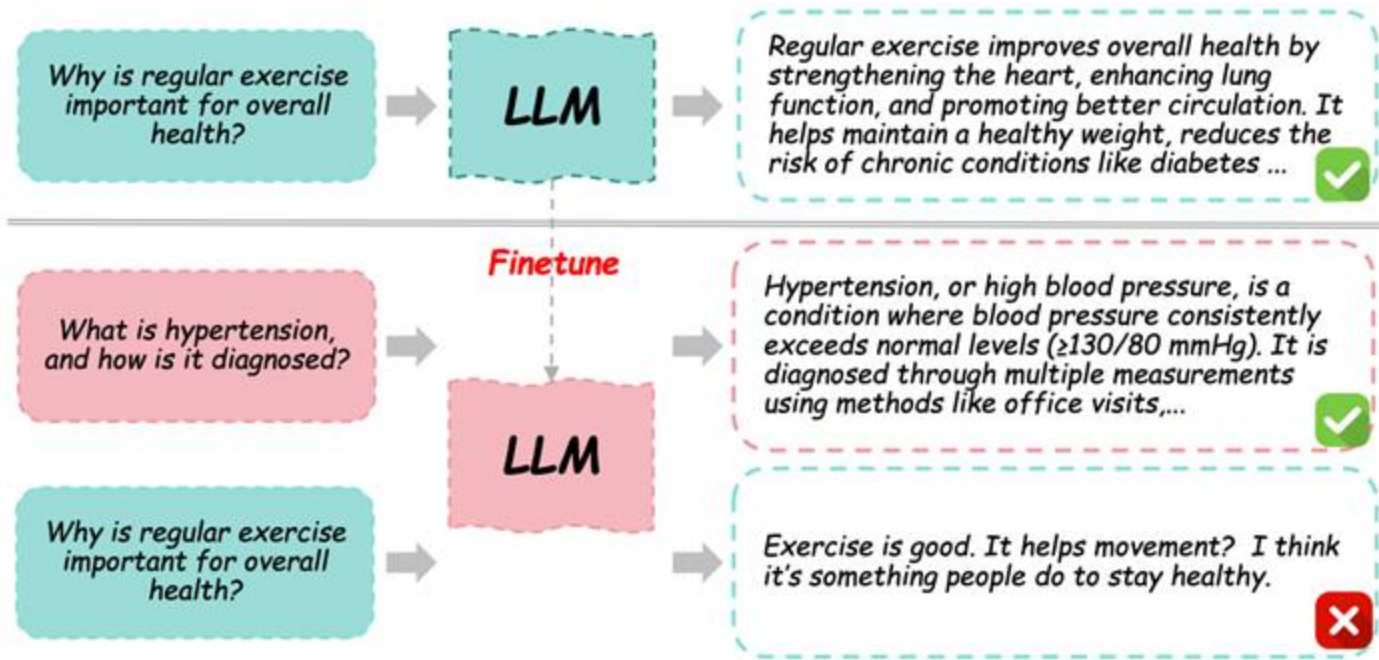 Why is regular exercise
important for overall
health?
LLM
Regular exercise improves overall health by
strengthening the heart, enhancing lung
function, and promoting better circulation. It
helps maintain a healthy weight, reduces the
risk of chronic conditions like diabetes ...
Finetune
What is hypertension,
and how is it diagnosed?
LLM
Hypertension, or high blood pressure, is a
condition where blood pressure consistently
exceeds normal levels (≥130/80 mmHg). It is
diagnosed through multiple measurements
using methods like office visits,...
Why is regular exercise
important for overall
health?
Exercise is good. It helps movement? I think
it's something people do to stay healthy.